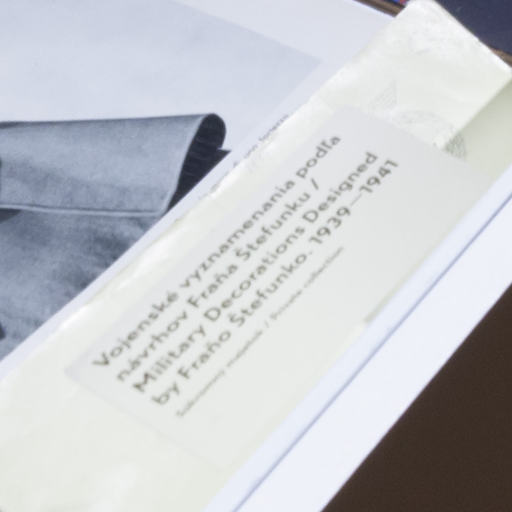 Vojenské vyznamenania podľa
návrhov Fraňa Štefunku /
Military Decorations Designed
by Fraňo Štefunko. 1939—1941
Súkromný majetok / Private collection